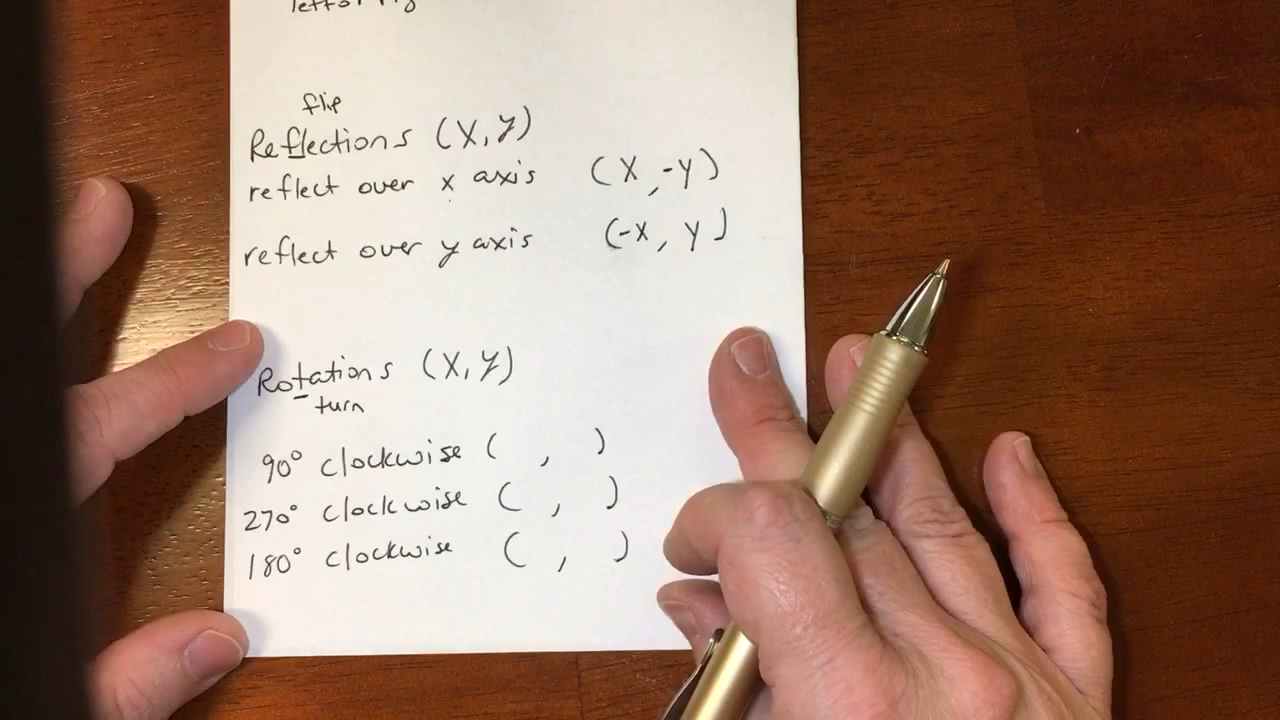 flip
Reflections (X,Y)
reflect over x axis (X,-Y)
reflect over y axis (-X, Y)
Rotations (X,Y)
turn
90° clockwise ( , )
270° clockwise ( , )
180° clockwise ( , )